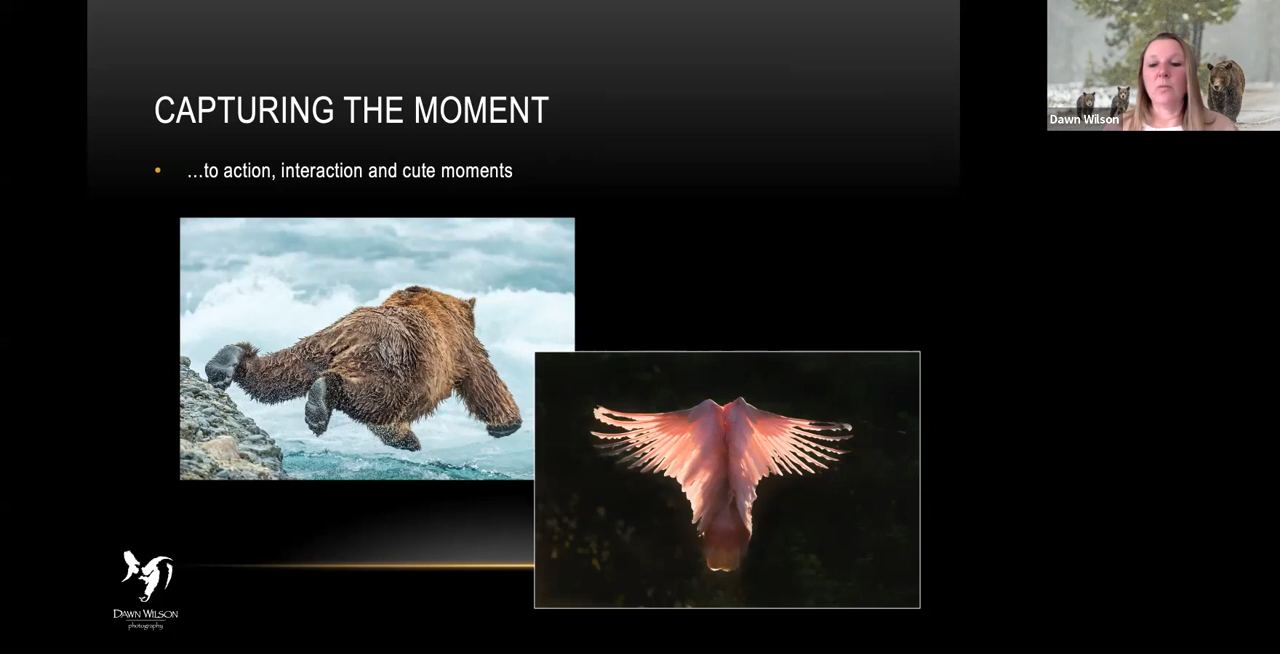 CAPTURING THE MOMENT
• ...to action, interaction and cute moments
Dawn Wilson
DAWN WILSON
photography